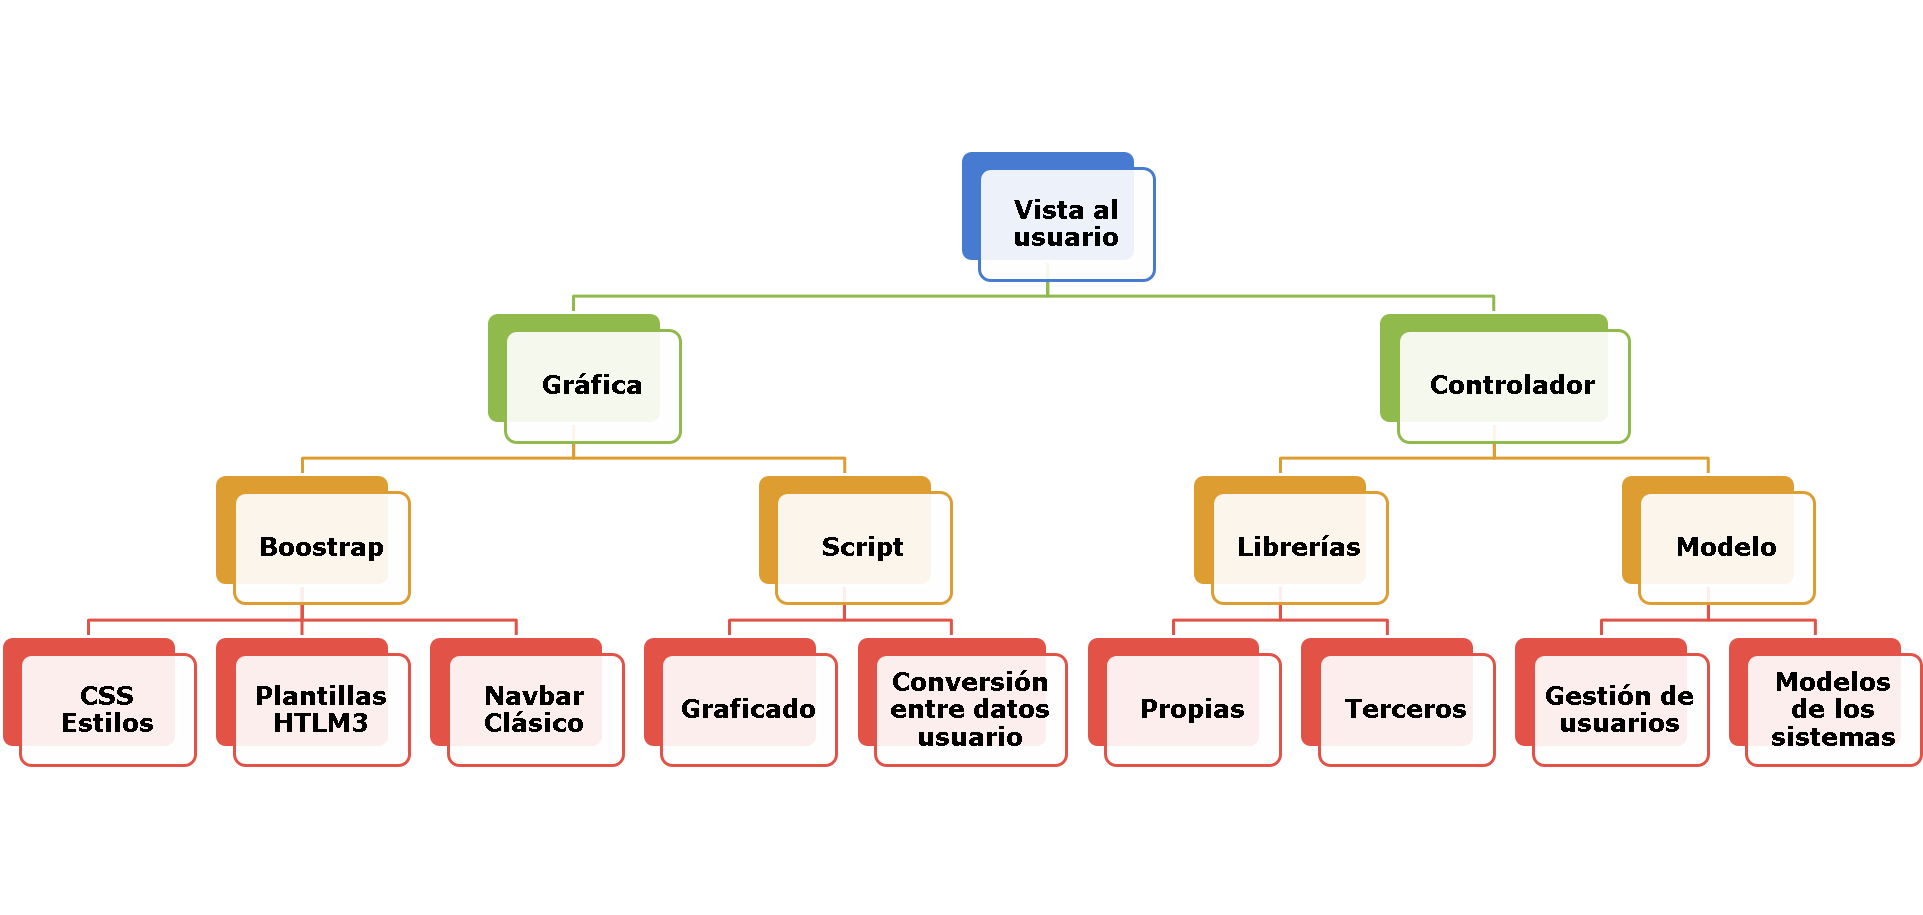 Vista al
usuario
Gráfica
Controlador
Boostrap
Script
Librerías
Modelo
CSS
Estilos
Plantillas
HTLM3
Navbar
Clásico
Graficado
Conversión
entre datos
usuario
Propias
Terceros
Gestión de
usuarios
Modelos
de los
sistemas